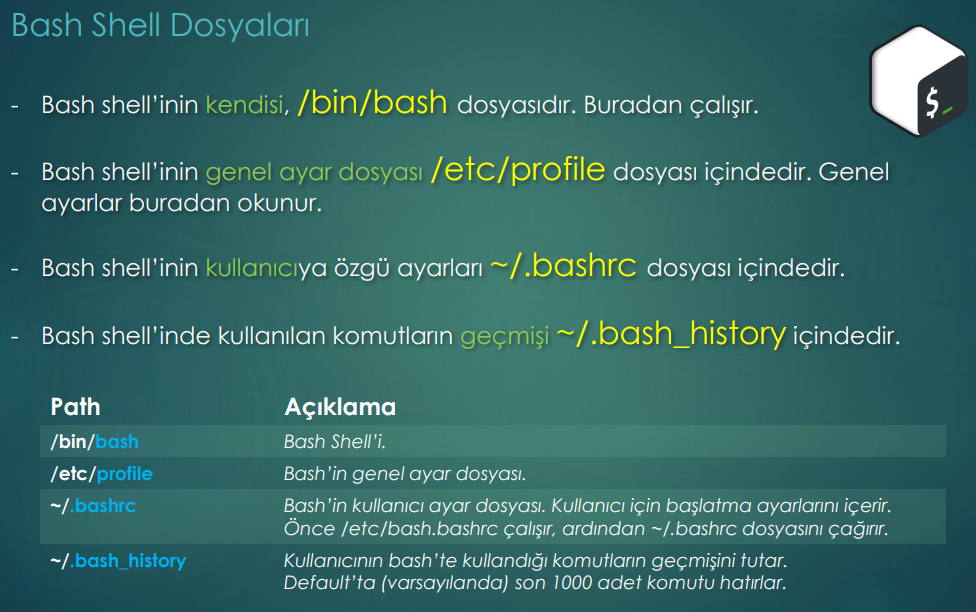 Bash Shell Dosyaları
$_
- Bash shell’inin kendisi, /bin/bash dosyasıdır. Buradan çalışır.
- Bash shell’inin genel ayar dosyası /etc/profile dosyası içindedir. Genel
ayarlar buradan okunur.
- Bash shell’inin kullanıcıya özgü ayarları ~/.bashrc dosyası içindedir.
- Bash shell’inde kullanılan komutların geçmişi ~/.bash_history içindedir.
Path Açıklama
/bin/bash Bash Shell’i.
/etc/profile Bash’in genel ayar dosyası.
~/.bashrc Bash’in kullanıcı ayar dosyası. Kullanıcı için başlatma ayarlarını içerir.
Önce /etc/bash.bashrc çalışır, ardından ~/.bashrc dosyasını çağırır.
~/.bash_history Kullanıcının bash’te kullandığı komutların geçmişini tutar.
Default’ta (varsayılanda) son 1000 adet komutu hatırlar.